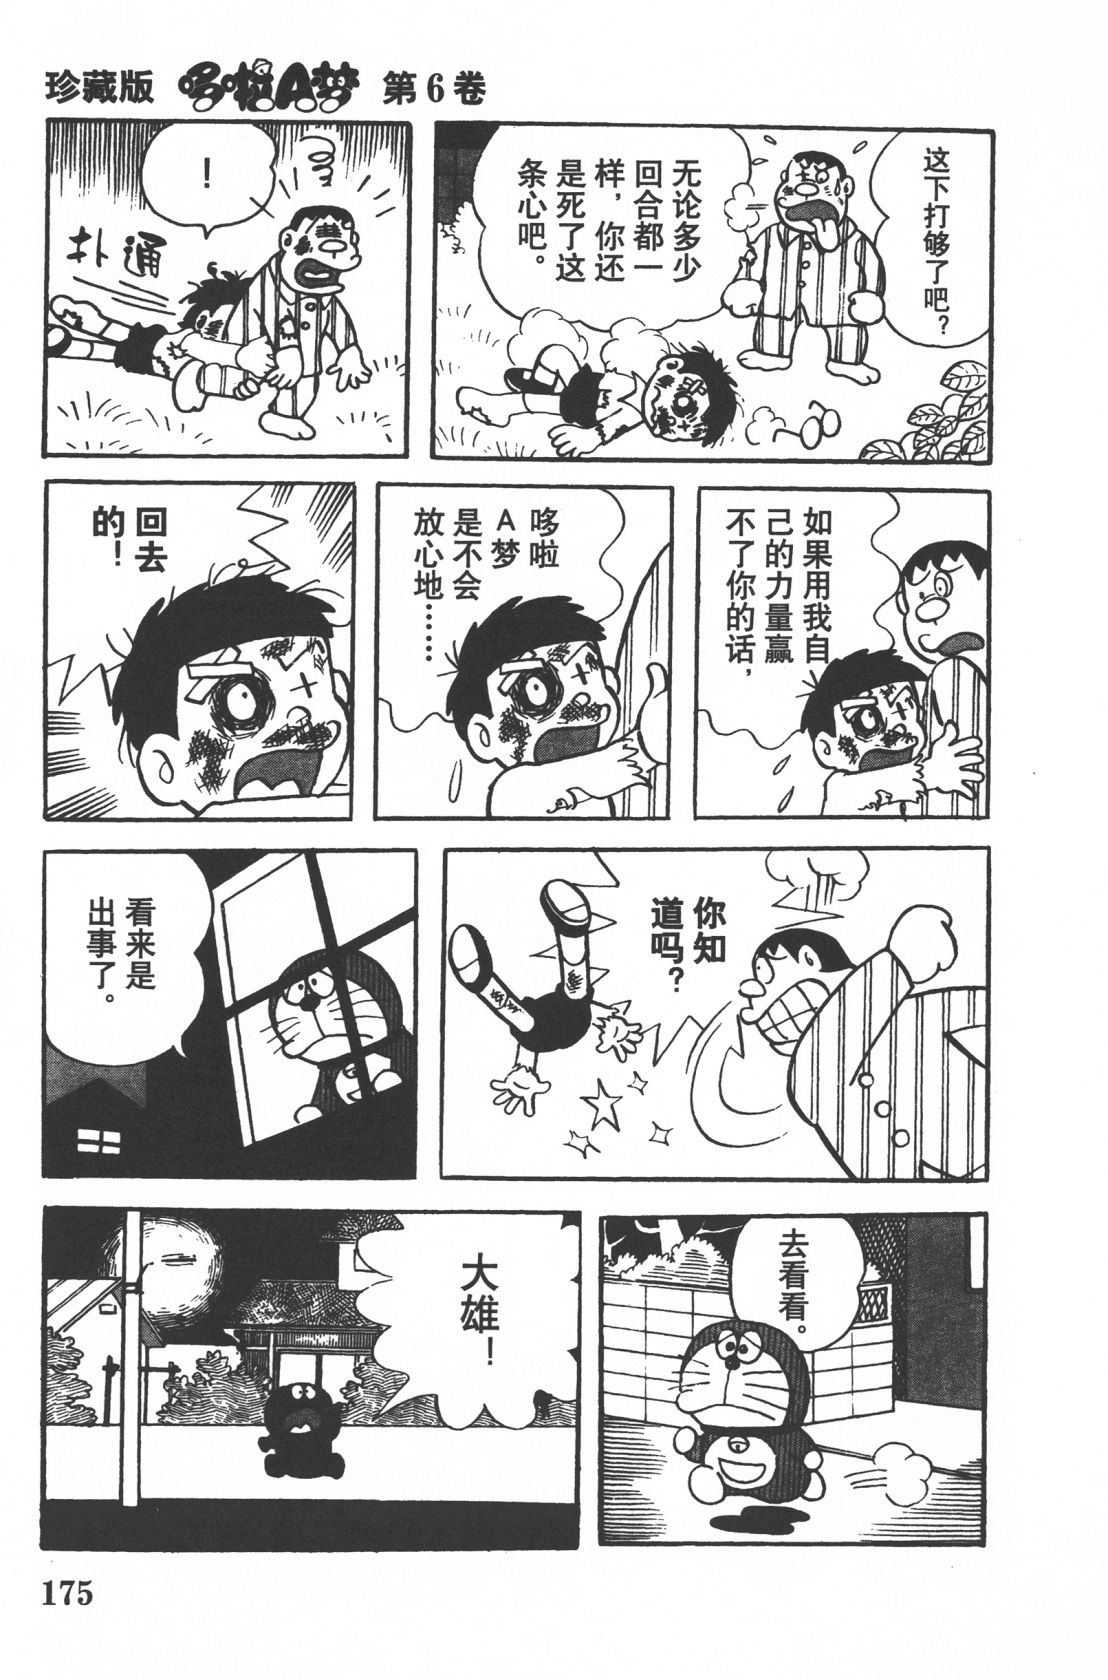 珍藏版 哆啦A梦 第6卷
这下打够了吧？
无论多少
回合都一
样，你还
是死了这
条心吧。
！
扑通
如果用我自
己的力量赢
不了你的话，
哆啦
A梦
是不会
放心地……
回去
的！
你知
道吗？
看来是
出事了。
去看看。
大雄！
175